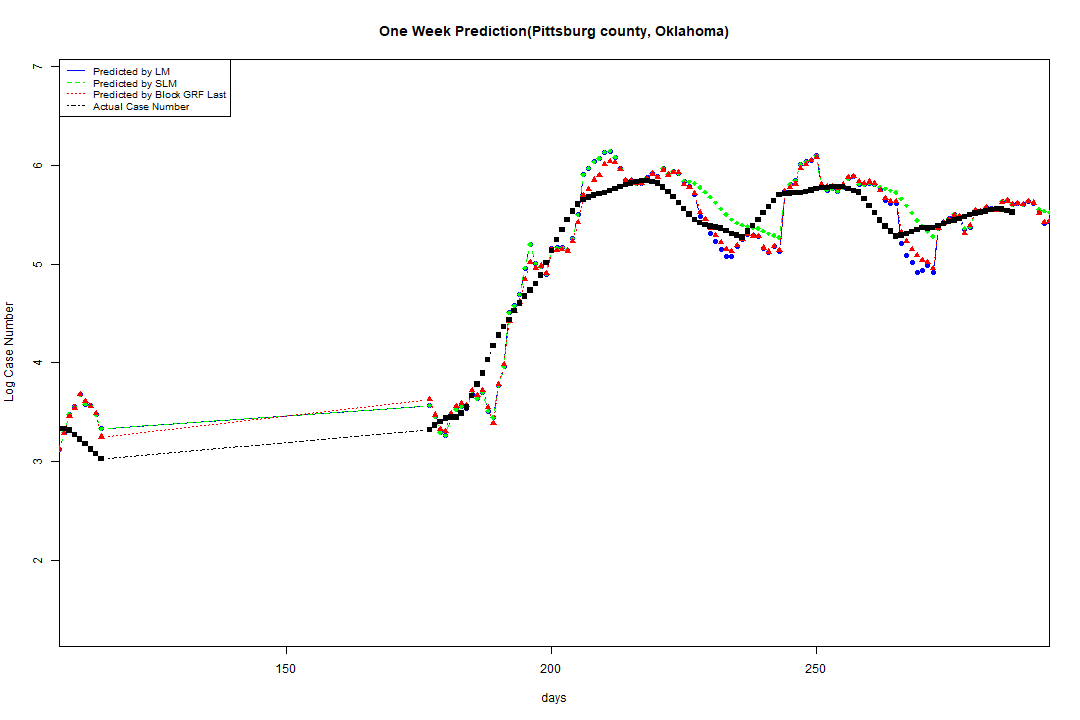 One Week Prediction(Pittsburg county, Oklahoma)
Predicted by LM
Predicted by SLM
Predicted by Block GRF Last
Actual Case Number
7
6
5
4
3
2
Log Case Number
150 200 250
days